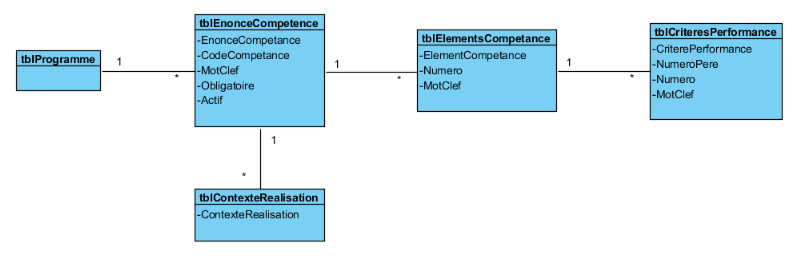 tblProgramme
1
*
tblEnonceCompetence
-EnonceCompetance
-CodeCompetance
-MotClef
-Obligatoire
-Actif
1
*
tblElementsCompetance
-ElementCompetance
-Numero
-MotClef
1
*
tblCriteresPerformance
-CriterePerformance
-NumeroPere
-Numero
-MotClef
1
*
tblContexteRealisation
-ContexteRealisation